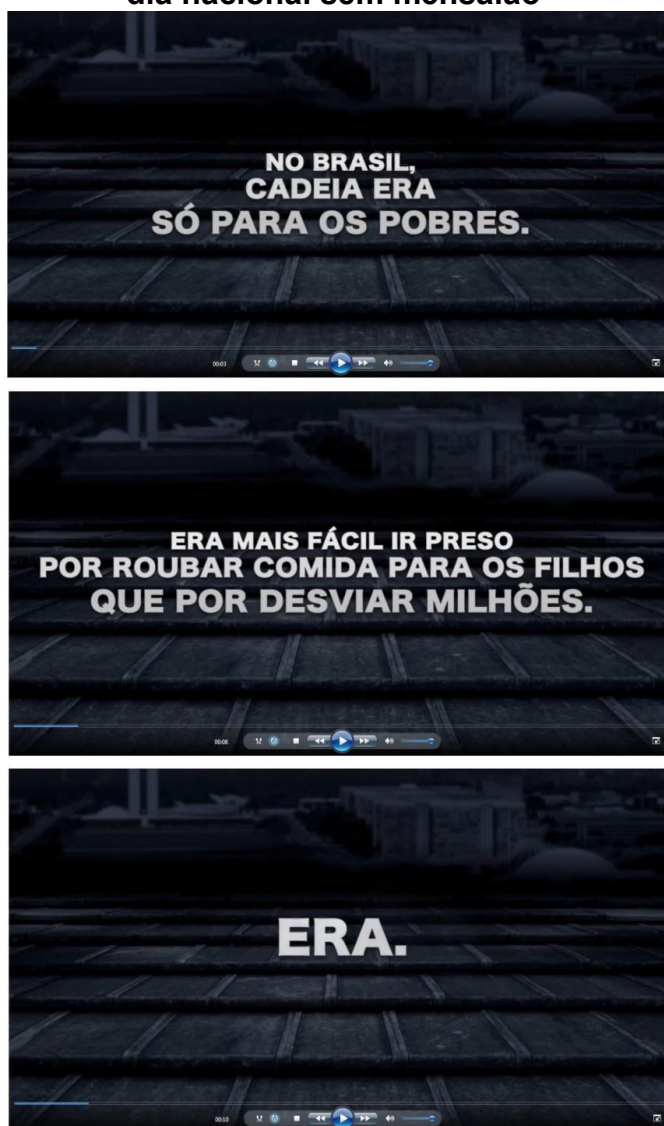 dia nacional sem mensalão
NO BRASIL,
CADEIA ERA
SÓ PARA OS POBRES.
00:03
ERA MAIS FÁCIL IR PRESO
POR ROUBAR COMIDA PARA OS FILHOS
QUE POR DESVIAR MILHÕES.
00:08
ERA.
00:10